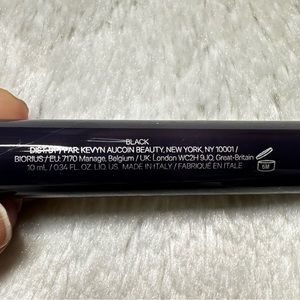 BLACK
DIST. BY / PAR: KEVYN AUCOIN BEAUTY, NEW YORK, NY 10001 /
BIORIUS / EU: 7170 Manage, Belgium / UK: London WC2H 9JQ, Great-Britain
10 mL / 0.34 FL. LIQ. US. MADE IN ITALY / FABRIQUÉ EN ITALIE
6M